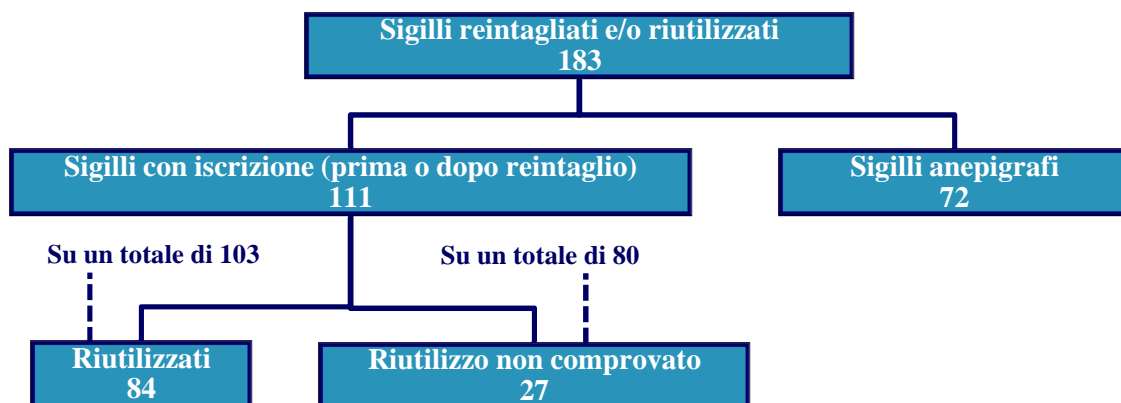 Sigilli reintagliati e/o riutilizzati
183
Sigilli con iscrizione (prima o dopo reintaglio)
111
Sigilli anepigrafi
72
Su un totale di 103
Su un totale di 80
Riutilizzati
84
Riutilizzo non comprovato
27